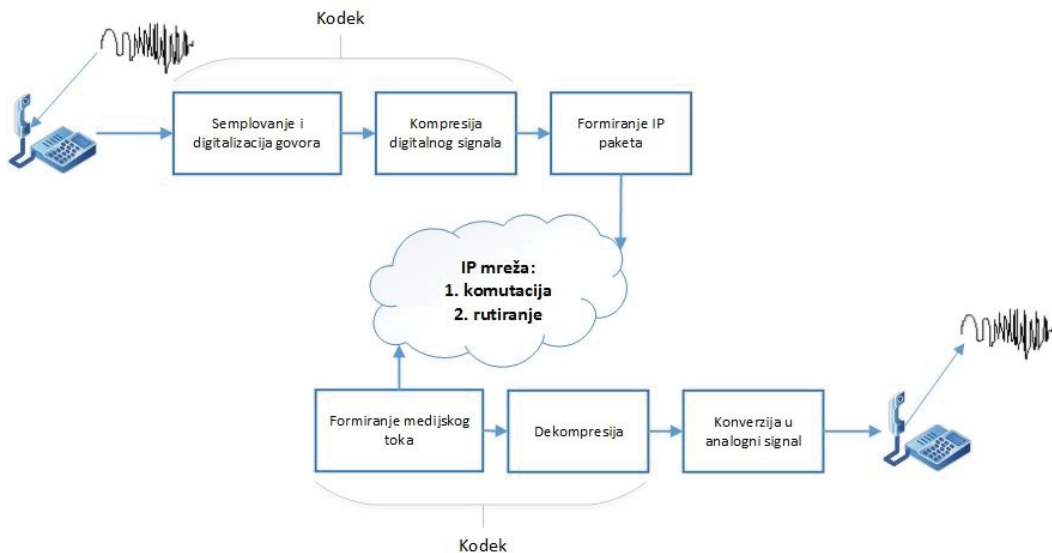 Kodek
Semplovanje i
digitalizacija govora
Kompresija
digitalnog signala
Formiranje IP
paketa
IP mreža:
1. komutacija
2. rutiranje
Formiranje medijskog
toka
Dekompresija
Konverzija u
analogni signal
Kodek